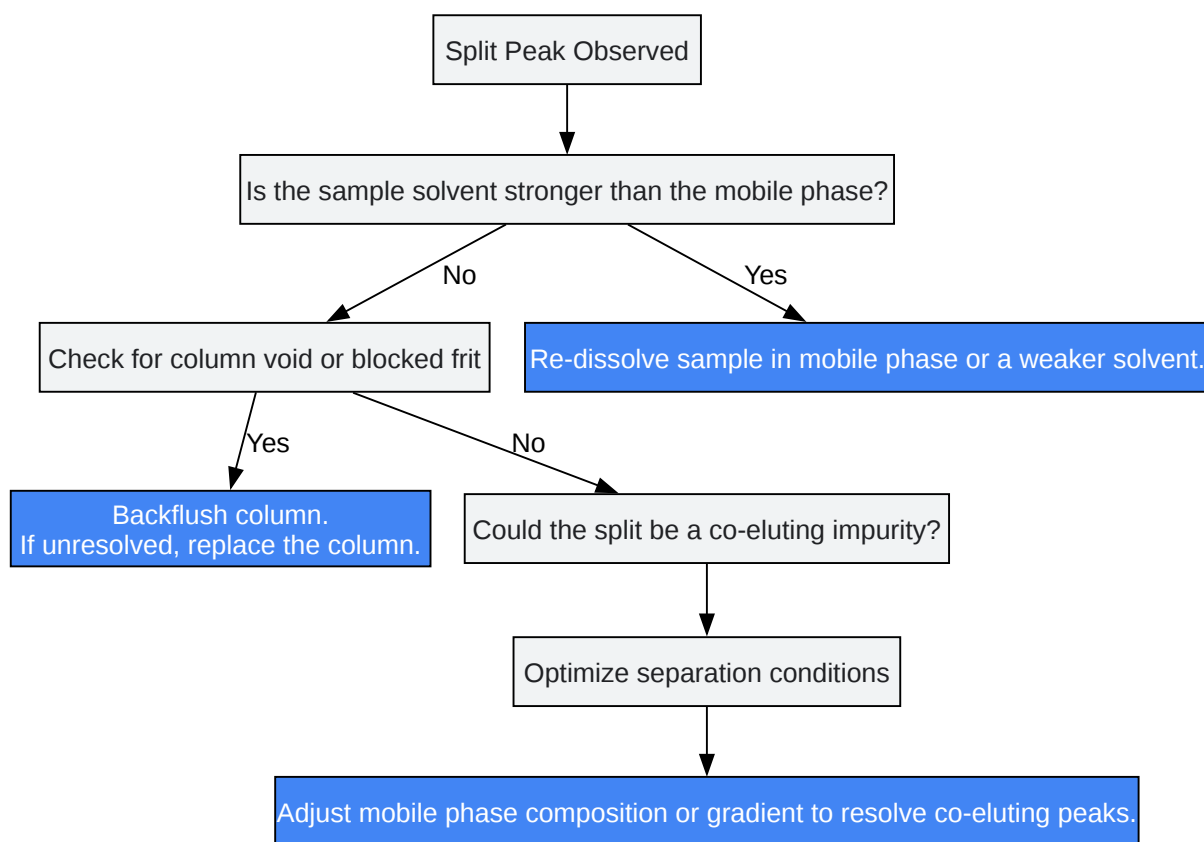 Split Peak Observed
Is the sample solvent stronger than the mobile phase?
No
Yes
Check for column void or blocked frit
Re-dissolve sample in mobile phase or a weaker solvent.
Yes
No
Backflush column.
If unresolved, replace the column.
Could the split be a co-eluting impurity?
Optimize separation conditions
Adjust mobile phase composition or gradient to resolve co-eluting peaks.